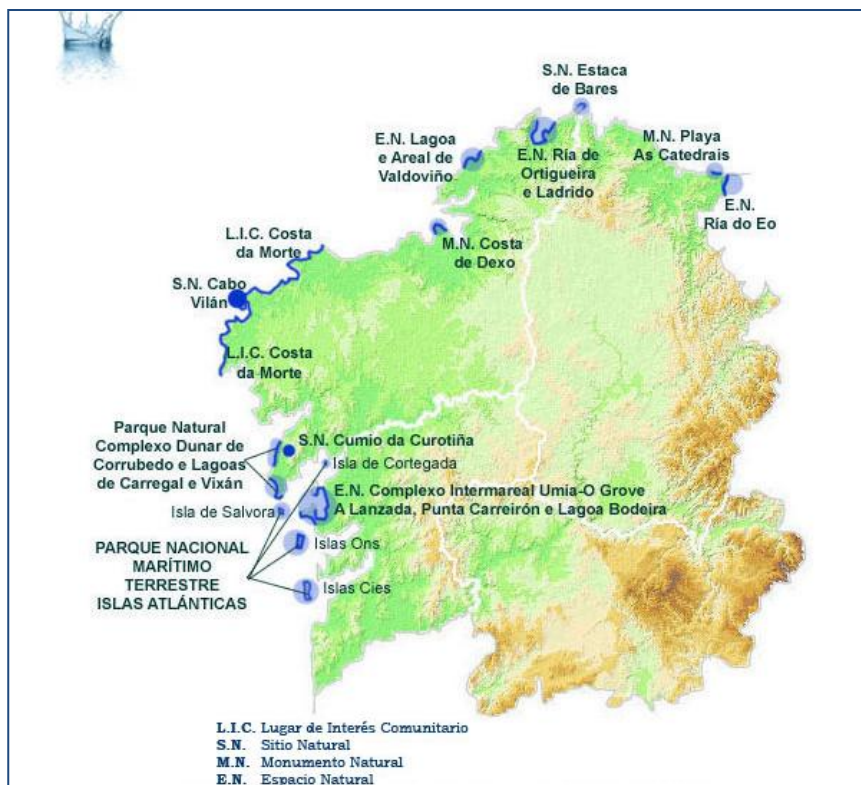 S.N. Estaca
de Bares
E.N. Lagoa
e Areal de
Valdoviño
E.N. Ría de
Ortigueira
y Ladrido
M.N. Playa
As Catedrais
E.N.
Ría do Eo
M.N. Costa
de Dexo
L.I.C. Costa
da Morte
S.N. Cabo
Vilán
L.I.C. Costa
da Morte
Parque Natural
Complexo Dunar de
Corrubedo e Lagoas
de Carregal e Vixán
S.N. Cumio da Curotiña
Isla de Cortegada
E.N. Complexo Intermareal Umia-O Grove
A Lanzada, Punta Carreirón e Lagoa Bodeira
Isla de Salvora
PARQUE NACIONAL
MARÍTIMO
TERRESTRE
ISLAS ATLÁNTICAS
Islas Ons
Islas Cies
L.I.C. Lugar de Interés Comunitario
S.N. Sitio Natural
M.N. Monumento Natural
E.N. Espacio Natural